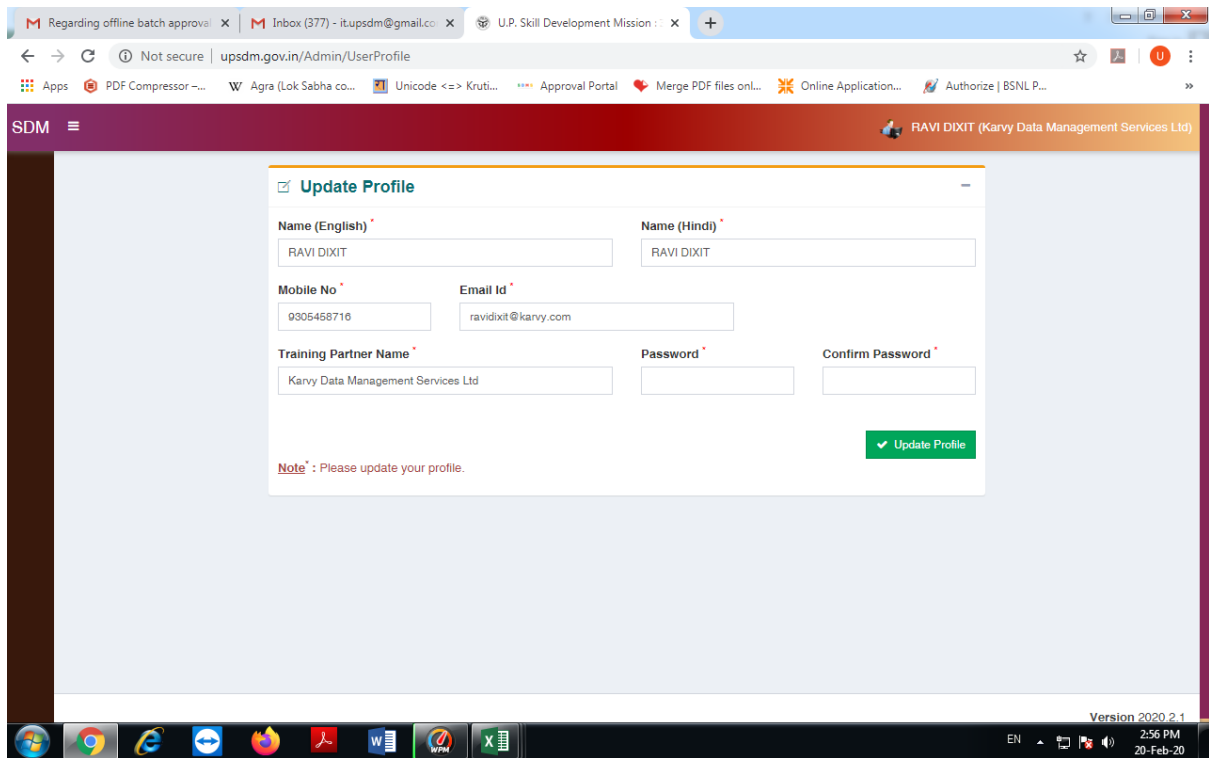 Regarding offline batch approval
Inbox (377) - it.upsdm@gmail.co
U.P. Skill Development Mission :
Not secure | upsdm.gov.in/Admin/UserProfile
U
Apps PDF Compressor –... W Agra (Lok Sabha co... Unicode <=> Kruti... Approval Portal Merge PDF files onl... Online Application... Authorize | BSNL P... »
SDM RAVI DIXIT (Karvy Data Management Services Ltd)
Update Profile
Name (English) * Name (Hindi) *
RAVI DIXIT RAVI DIXIT
Mobile No * Email Id *
9305458716 ravidixit@karvy.com
Training Partner Name * Password * Confirm Password *
Karvy Data Management Services Ltd
Update Profile
Note* : Please update your profile.
Version 2020.2.1
WPM
EN 2:56 PM
20-Feb-20